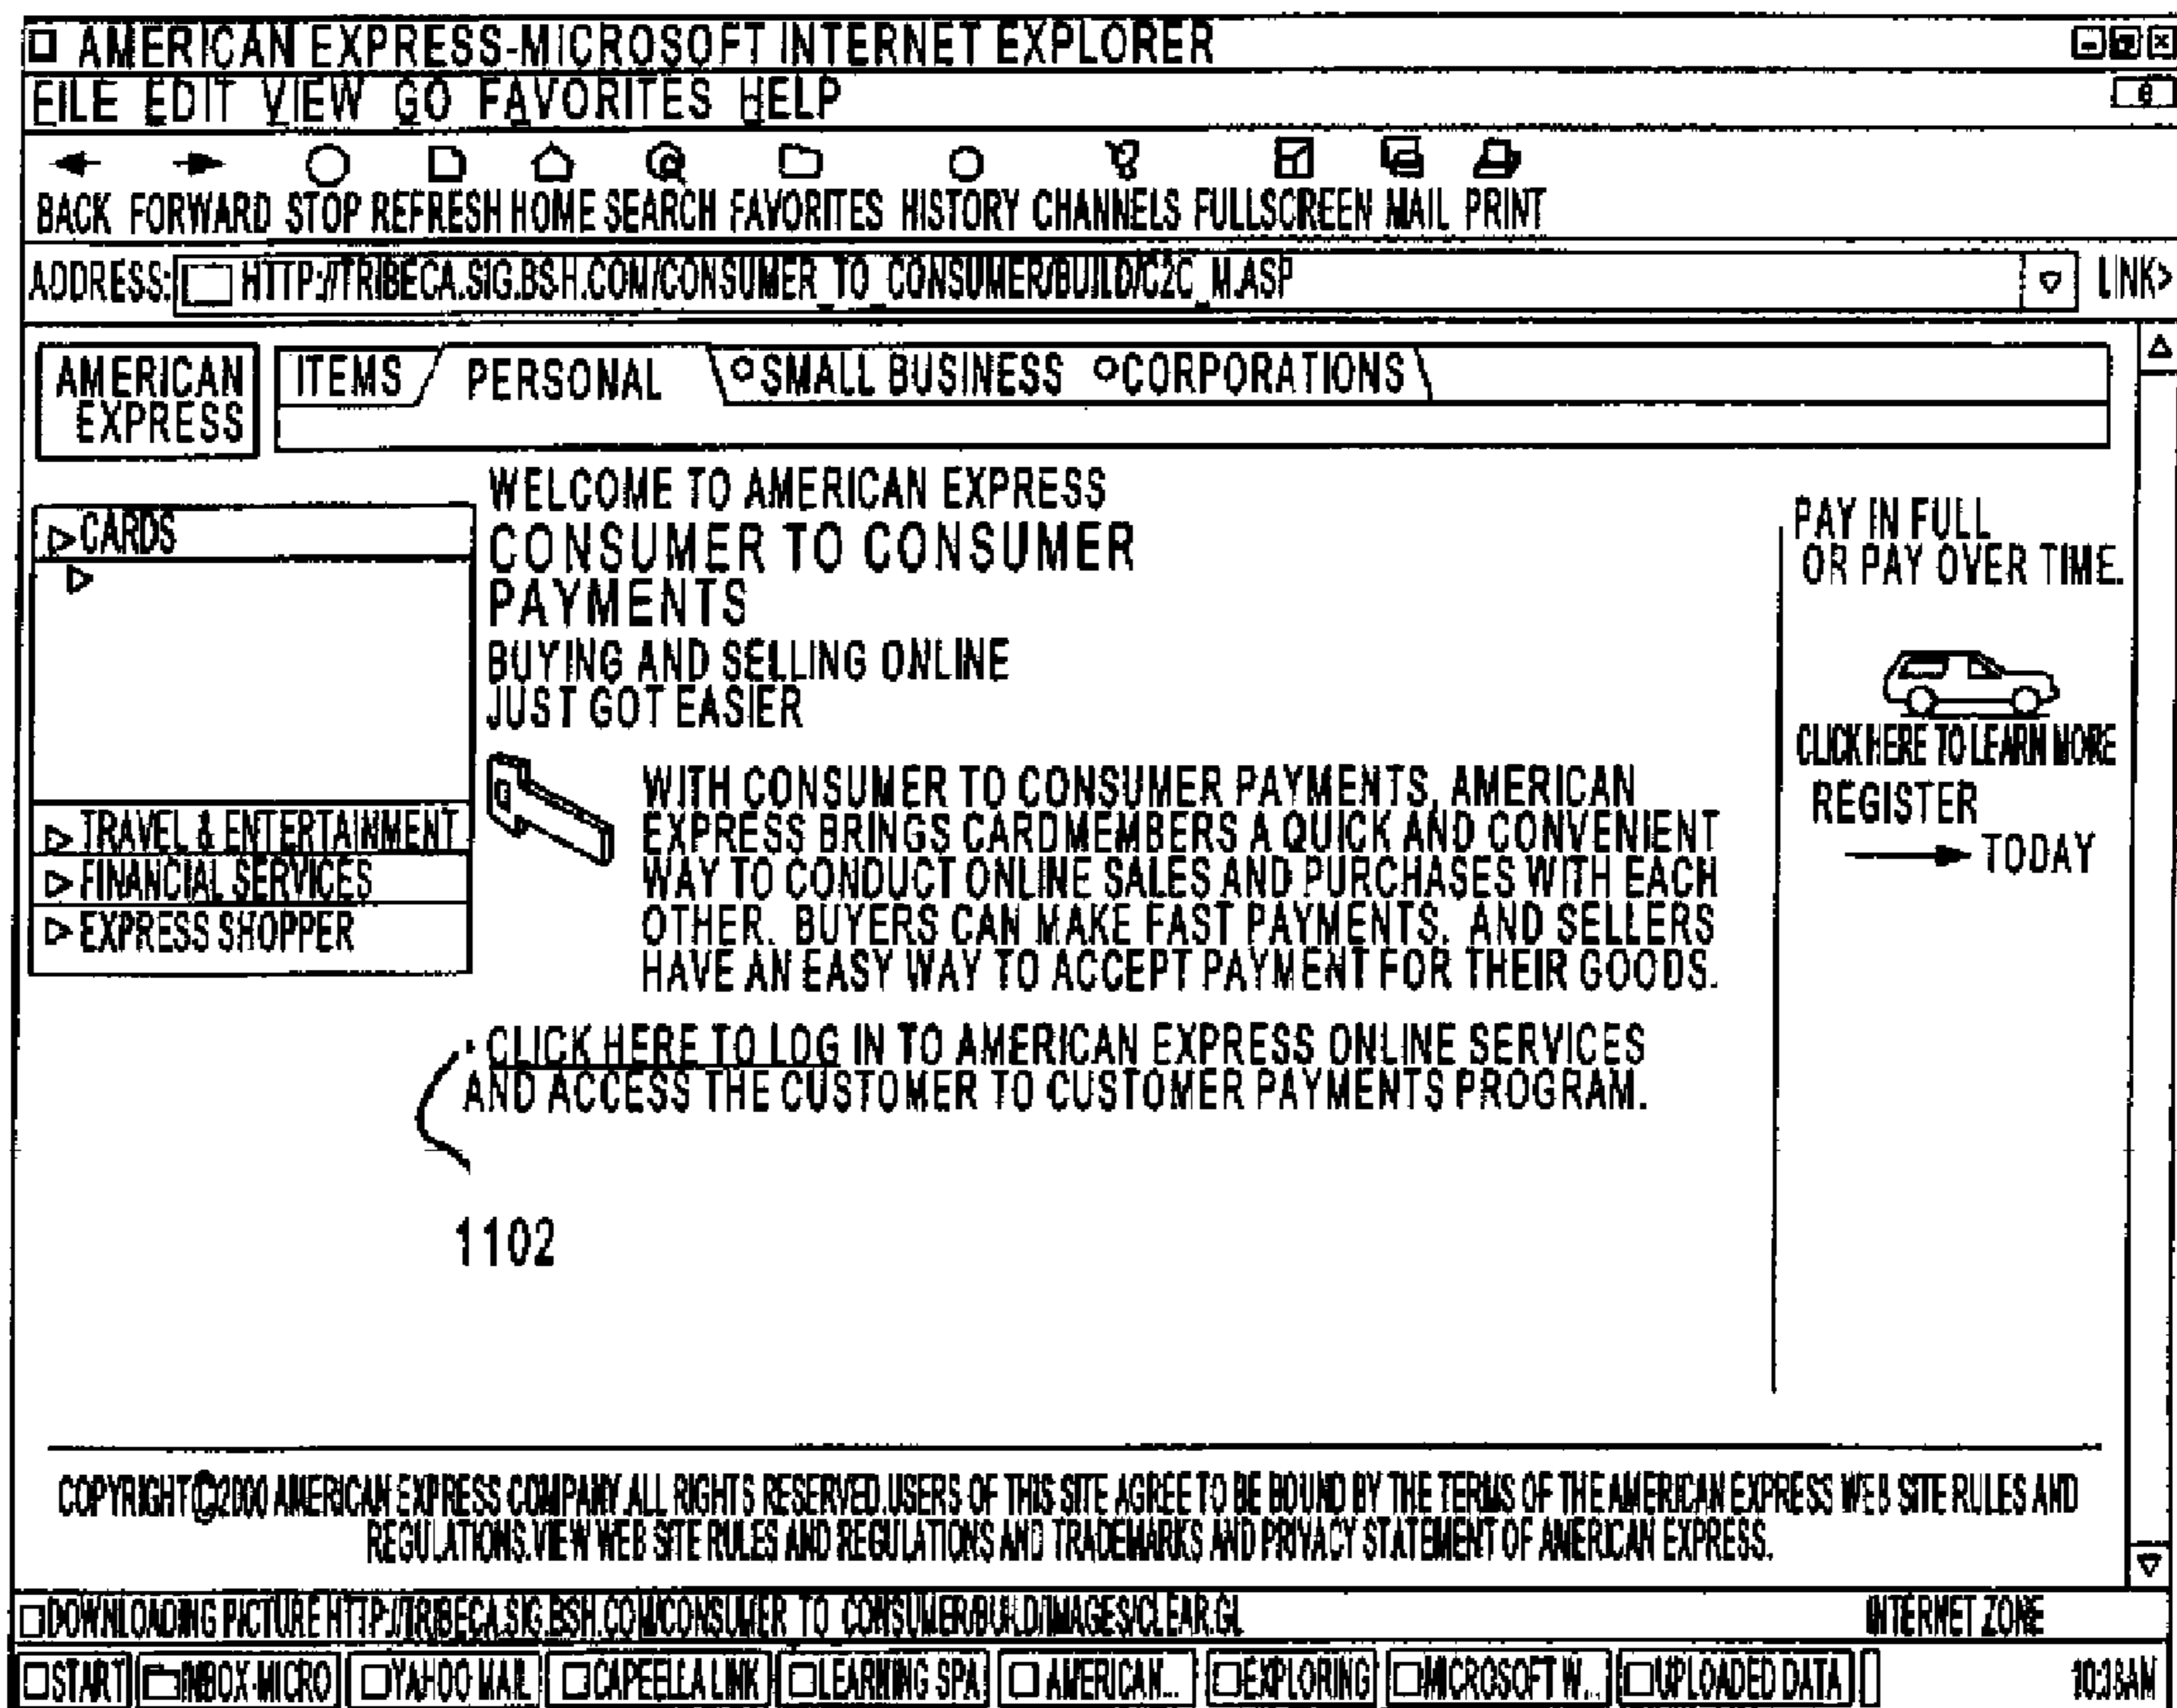 AMERICAN EXPRESS-MICROSOFT INTERNET EXPLORER
FILE EDIT VIEW GO FAVORITES HELP
BACK FORWARD STOP REFRESH HOME SEARCH FAVORITES HISTORY CHANNELS FULLSCREEN MAIL PRINT
ADDRESS: HTTP://TRIBECA.SIG.BSH.COM/CONSUMER_TO_CONSUMER/BUILD/C2C_M.ASP LINK>
AMERICAN EXPRESS
ITEMS PERSONAL SMALL BUSINESS CORPORATIONS
CARDS
TRAVEL & ENTERTAINMENT
FINANCIAL SERVICES
EXPRESS SHOPPER
WELCOME TO AMERICAN EXPRESS
CONSUMER TO CONSUMER
PAYMENTS
BUYING AND SELLING ONLINE
JUST GOT EASIER
WITH CONSUMER TO CONSUMER PAYMENTS, AMERICAN
EXPRESS BRINGS CARDMEMBERS A QUICK AND CONVENIENT
WAY TO CONDUCT ONLINE SALES AND PURCHASES WITH EACH
OTHER. BUYERS CAN MAKE FAST PAYMENTS, AND SELLERS
HAVE AN EASY WAY TO ACCEPT PAYMENT FOR THEIR GOODS.
· CLICK HERE TO LOG IN TO AMERICAN EXPRESS ONLINE SERVICES
AND ACCESS THE CUSTOMER TO CUSTOMER PAYMENTS PROGRAM.
1102
PAY IN FULL
OR PAY OVER TIME.
CLICK HERE TO LEARN MORE
REGISTER
TODAY
COPYRIGHT©2000 AMERICAN EXPRESS COMPANY.ALL RIGHTS RESERVED.USERS OF THIS SITE AGREE TO BE BOUND BY THE TERMS OF THE AMERICAN EXPRESS WEB SITE RULES AND
REGULATIONS.VIEW WEB SITE RULES AND REGULATIONS AND TRADEMARKS AND PRIVACY STATEMENT OF AMERICAN EXPRESS.
DOWNLOADING PICTURE HTTP://TRIBECA.SIG.BSH.COM/CONSUMER_TO_CONSUMER/BUILD/IMAGES/CLEAR.GI. INTERNET ZONE
START INBOX-MICRO YAHOO MAIL CAPEELLA LINK LEARNING SPA AMERICAN... EXPLORING MICROSOFT W... UPLOADED DATA 10:38AM